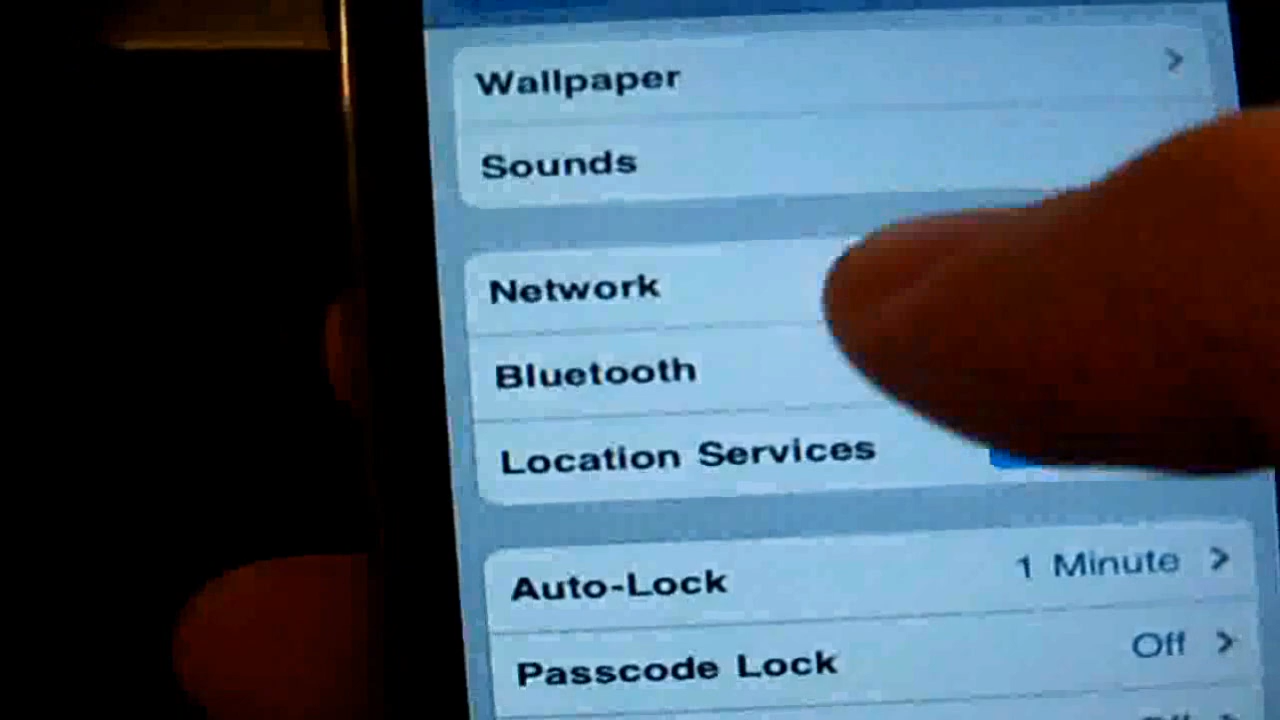 Wallpaper
Sounds
Network
Bluetooth
Location Services
Auto-Lock 1 Minute
Passcode Lock Off